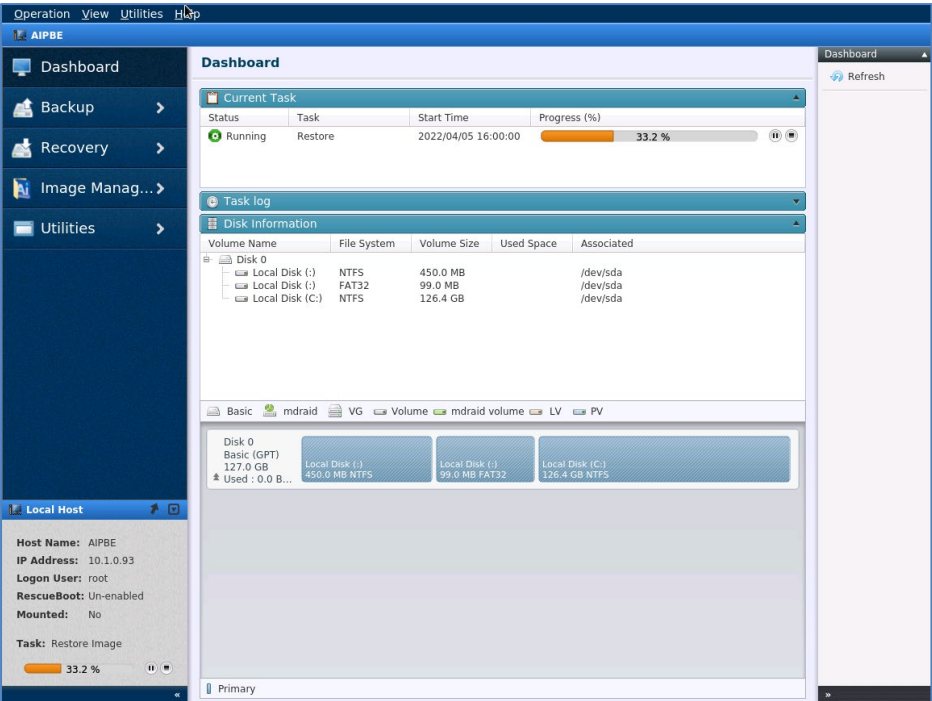 Operation View Utilities Help
AIPBE
Dashboard
Backup
Recovery
Image Manag...
Utilities
Local Host
Host Name: AIPBE
IP Address: 10.1.0.93
Logon User: root
RescueBoot: Un-enabled
Mounted: No
Task: Restore Image
33.2 %
«
Dashboard
Current Task
Status Task Start Time Progress (%)
Running Restore 2022/04/05 16:00:00 33.2 %
Task log
Disk Information
Volume Name File System Volume Size Used Space Associated
Disk 0
Local Disk (:) NTFS 450.0 MB /dev/sda
Local Disk (:) FAT32 99.0 MB /dev/sda
Local Disk (C:) NTFS 126.4 GB /dev/sda
Basic mdraid VG Volume mdraid volume LV PV
Disk 0
Basic (GPT)
127.0 GB
Used : 0.0 B...
Local Disk (:)
450.0 MB NTFS
Local Disk (:)
99.0 MB FAT32
Local Disk (C:)
126.4 GB NTFS
Primary
Dashboard
Refresh
»